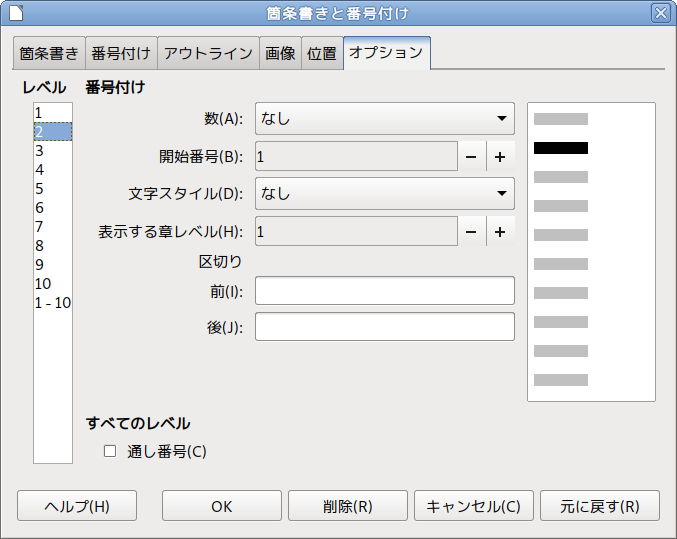 箇条書きと番号付け
箇条書き 番号付け アウトライン 画像 位置 オプション
レベル
1
2
3
4
5
6
7
8
9
10
1 - 10
番号付け
数(A): なし
開始番号(B): 1
文字スタイル(D): なし
表示する章レベル(H): 1
区切り
前(I):
後(J):
すべてのレベル
通し番号(C)
ヘルプ(H) OK 削除(R) キャンセル(C) 元に戻す(R)